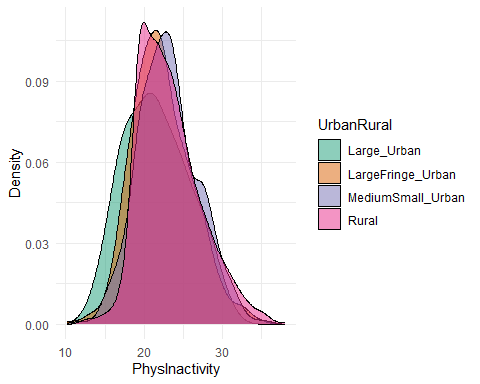 0.09
0.06
0.03
0.00
Density
10 20 30
PhysInactivity
UrbanRural
Large_Urban
LargeFringe_Urban
MediumSmall_Urban
Rural